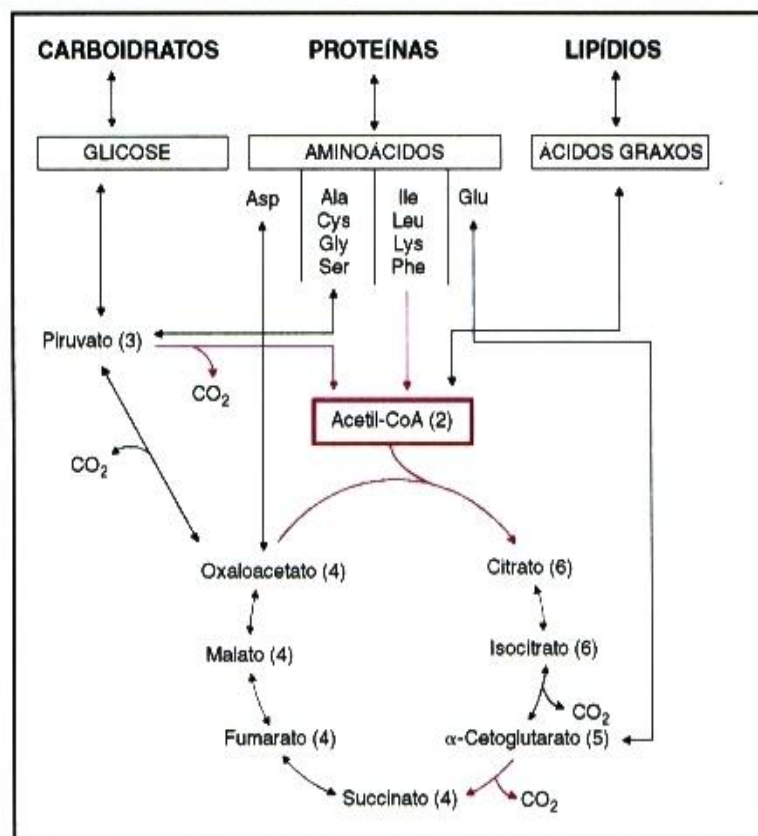 CARBOIDRATOS PROTEÍNAS LIPÍDIOS
GLICOSE AMINOÁCIDOS ÁCIDOS GRAXOS
Asp Ala Ile Glu
Cys Leu
Gly Lys
Ser Phe
Piruvato (3)
CO₂
Acetil-CoA (2)
CO₂
Oxaloacetato (4) Citrato (6)
Malato (4) Isocitrato (6)
CO₂
Fumarato (4) α-Cetoglutarato (5)
Succinato (4) CO₂